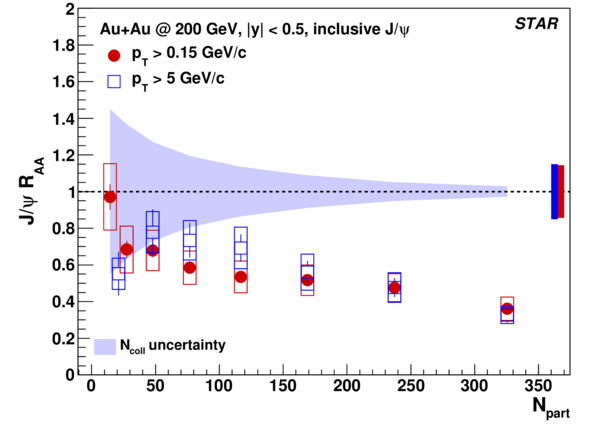 2
1.8
1.6
1.4
1.2
1
0.8
0.6
0.4
0.2
0
J/ψ R_AA
Au+Au @ 200 GeV, |y| < 0.5, inclusive J/ψ
STAR
p_T > 0.15 GeV/c
p_T > 5 GeV/c
N_coll uncertainty
0 50 100 150 200 250 300 350
N_part